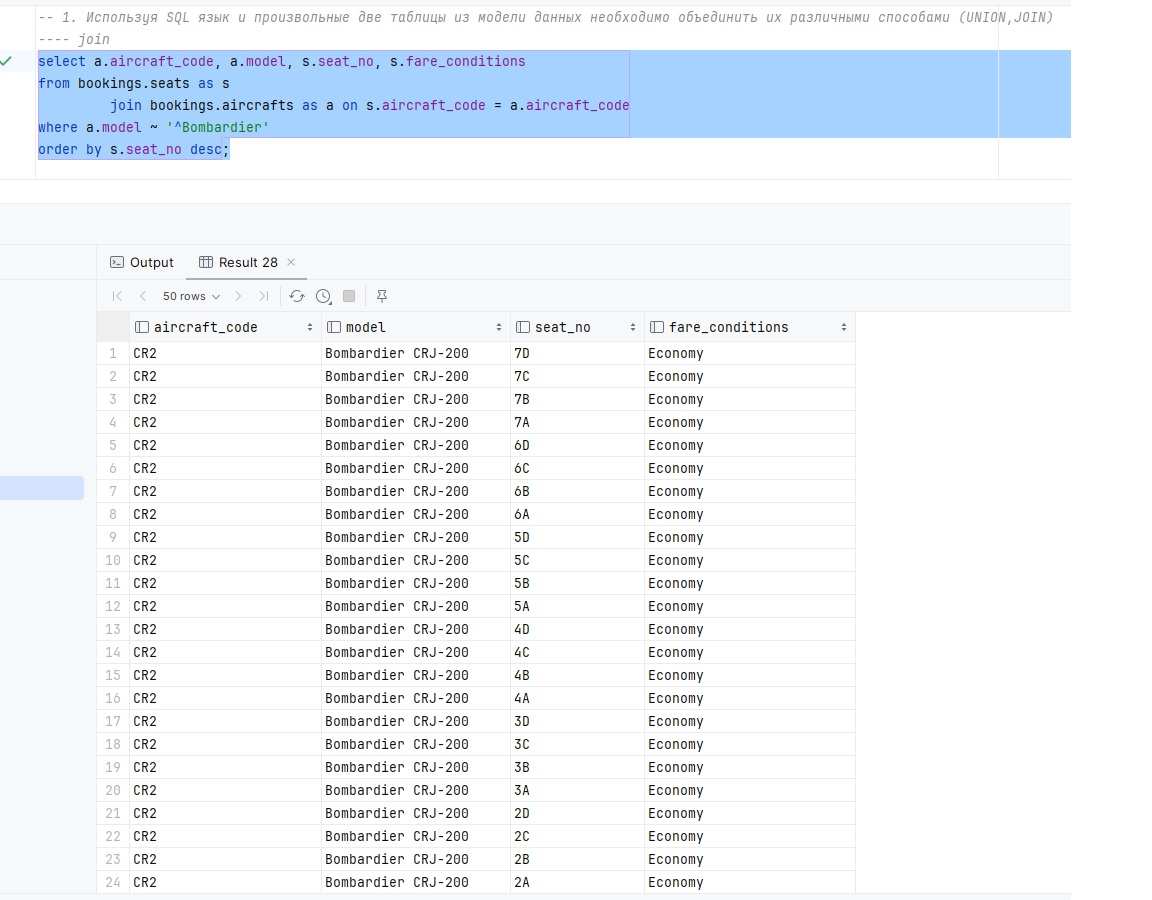 -- 1. Используя SQL язык и произвольные две таблицы из модели данных необходимо объединить их различными способами (UNION,JOIN)
---- join
select a.aircraft_code, a.model, s.seat_no, s.fare_conditions
from bookings.seats as s
join bookings.aircrafts as a on s.aircraft_code = a.aircraft_code
where a.model ~ '^Bombardier'
order by s.seat_no desc;
Output Result 28
50 rows
aircraft_code model seat_no fare_conditions
1 CR2 Bombardier CRJ-200 7D Economy
2 CR2 Bombardier CRJ-200 7C Economy
3 CR2 Bombardier CRJ-200 7B Economy
4 CR2 Bombardier CRJ-200 7A Economy
5 CR2 Bombardier CRJ-200 6D Economy
6 CR2 Bombardier CRJ-200 6C Economy
7 CR2 Bombardier CRJ-200 6B Economy
8 CR2 Bombardier CRJ-200 6A Economy
9 CR2 Bombardier CRJ-200 5D Economy
10 CR2 Bombardier CRJ-200 5C Economy
11 CR2 Bombardier CRJ-200 5B Economy
12 CR2 Bombardier CRJ-200 5A Economy
13 CR2 Bombardier CRJ-200 4D Economy
14 CR2 Bombardier CRJ-200 4C Economy
15 CR2 Bombardier CRJ-200 4B Economy
16 CR2 Bombardier CRJ-200 4A Economy
17 CR2 Bombardier CRJ-200 3D Economy
18 CR2 Bombardier CRJ-200 3C Economy
19 CR2 Bombardier CRJ-200 3B Economy
20 CR2 Bombardier CRJ-200 3A Economy
21 CR2 Bombardier CRJ-200 2D Economy
22 CR2 Bombardier CRJ-200 2C Economy
23 CR2 Bombardier CRJ-200 2B Economy
24 CR2 Bombardier CRJ-200 2A Economy